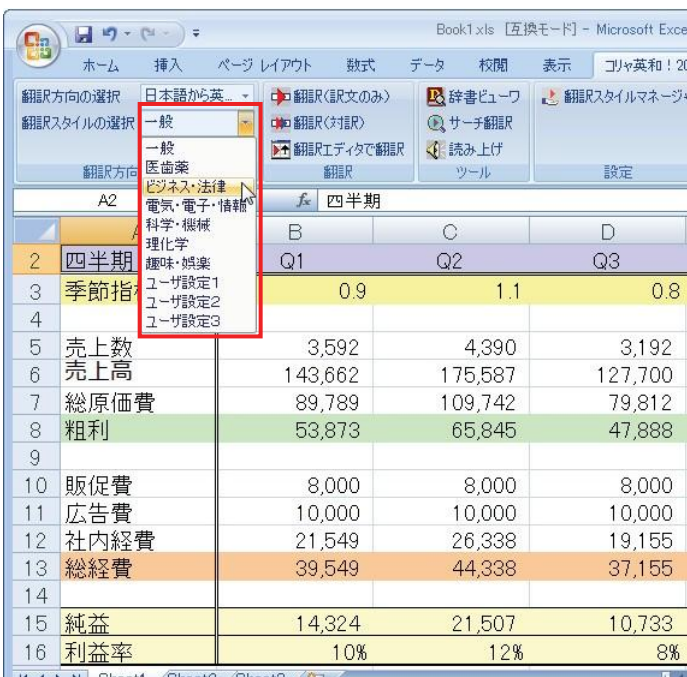 Book1.xls [互換モード] - Microsoft Exce
ホーム 挿入 ページ レイアウト 数式 データ 校閲 表示 コリャ英和！20
翻訳方向の選択 日本語から英... 翻訳（訳文のみ） 辞書ビューワ 翻訳スタイルマネージャ
翻訳スタイルの選択 一般 翻訳（対訳） サーチ翻訳
翻訳エディタで翻訳 読み上げ
翻訳方向 翻訳 ツール 設定
一般
医歯薬
ビジネス・法律
電気・電子・情報
科学・機械
理化学
趣味・娯楽
ユーザ設定1
ユーザ設定2
ユーザ設定3
A2 fx 四半期
B C D
2 四半期 Q1 Q2 Q3
3 季節指 0.9 1.1 0.8
4
5 売上数 3,592 4,390 3,192
6 売上高 143,662 175,587 127,700
7 総原価費 89,789 109,742 79,812
8 粗利 53,873 65,845 47,888
9
10 販促費 8,000 8,000 8,000
11 広告費 10,000 10,000 10,000
12 社内経費 21,549 26,338 19,155
13 総経費 39,549 44,338 37,155
14
15 純益 14,324 21,507 10,733
16 利益率 10% 12% 8%